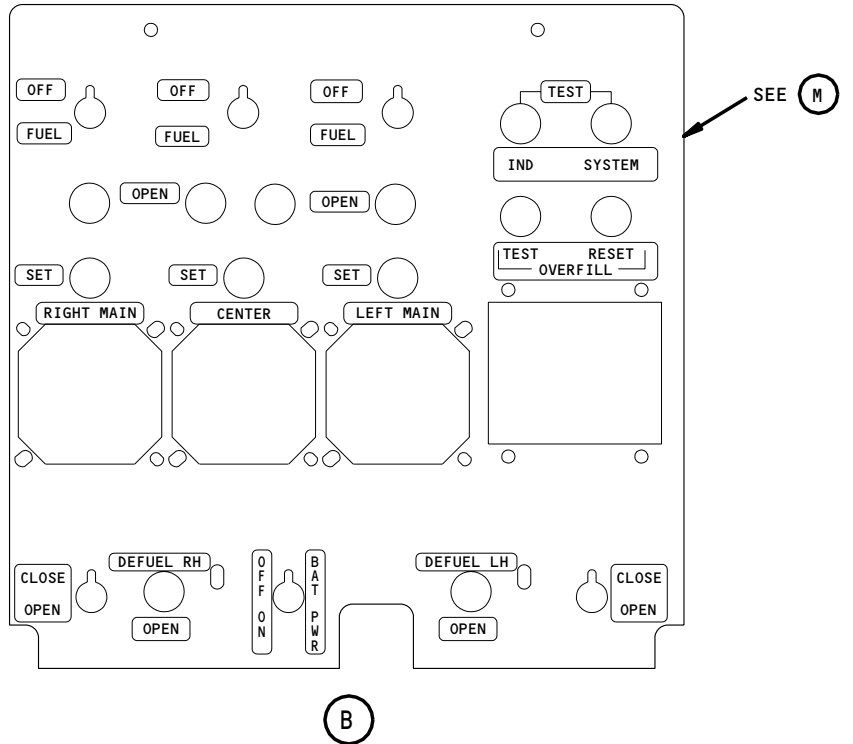 OFF OFF OFF TEST
SEE M
FUEL FUEL FUEL
IND SYSTEM
OPEN OPEN
TEST RESET
OVERFILL
SET SET SET
RIGHT MAIN CENTER LEFT MAIN
DEFUEL RH DEFUEL LH
CLOSE CLOSE
OPEN OPEN
OFF ON
BAT PWR
OPEN OPEN
B